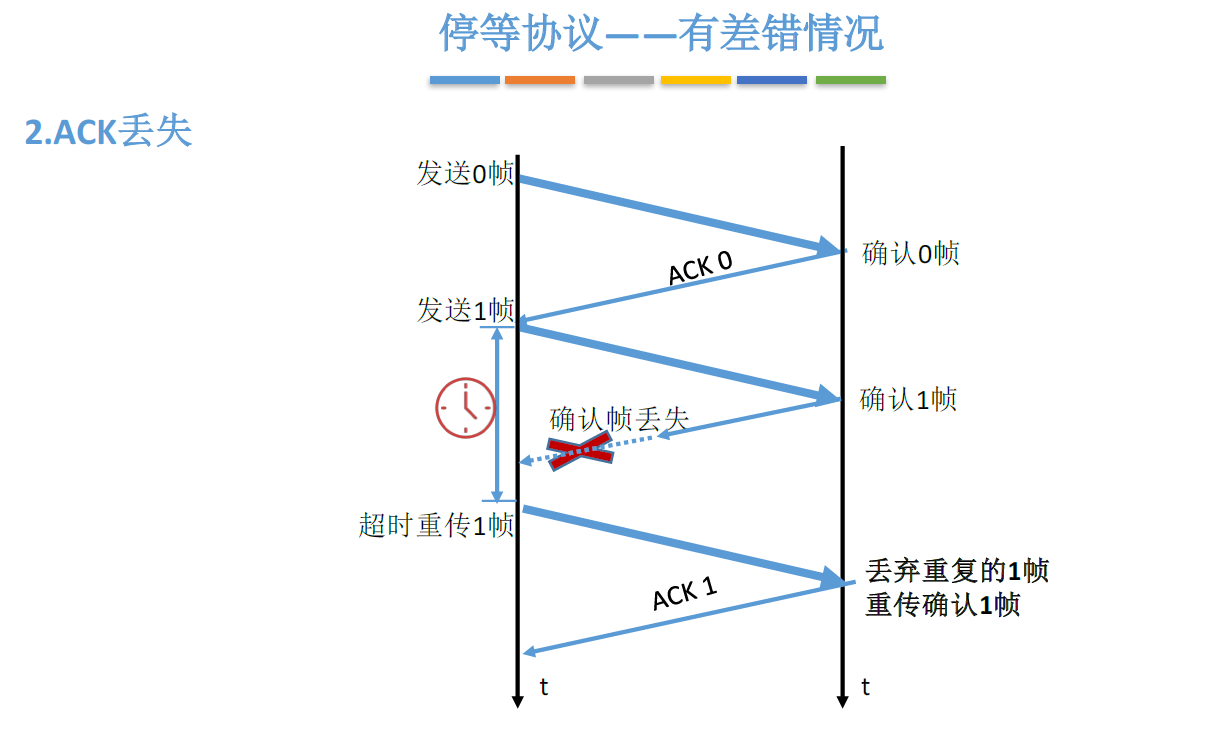 停等协议——有差错情况
2.ACK丢失
发送0帧
确认0帧
ACK 0
发送1帧
确认1帧
确认帧丢失
超时重传1帧
丢弃重复的1帧
重传确认1帧
ACK 1
t
t